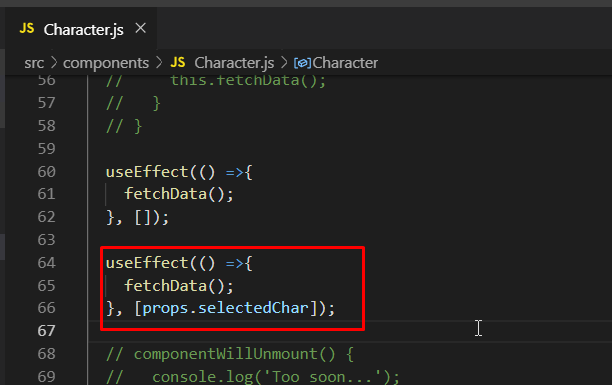 JS Character.js ×
src > components > JS Character.js > Character
56 // this.fetchData();
57 // }
58 // }
59
60 useEffect(() =>{
61 fetchData();
62 }, []);
63
64 useEffect(() =>{
65 fetchData();
66 }, [props.selectedChar]);
67
68 // componentWillUnmount() {
69 // console.log('Too soon...');